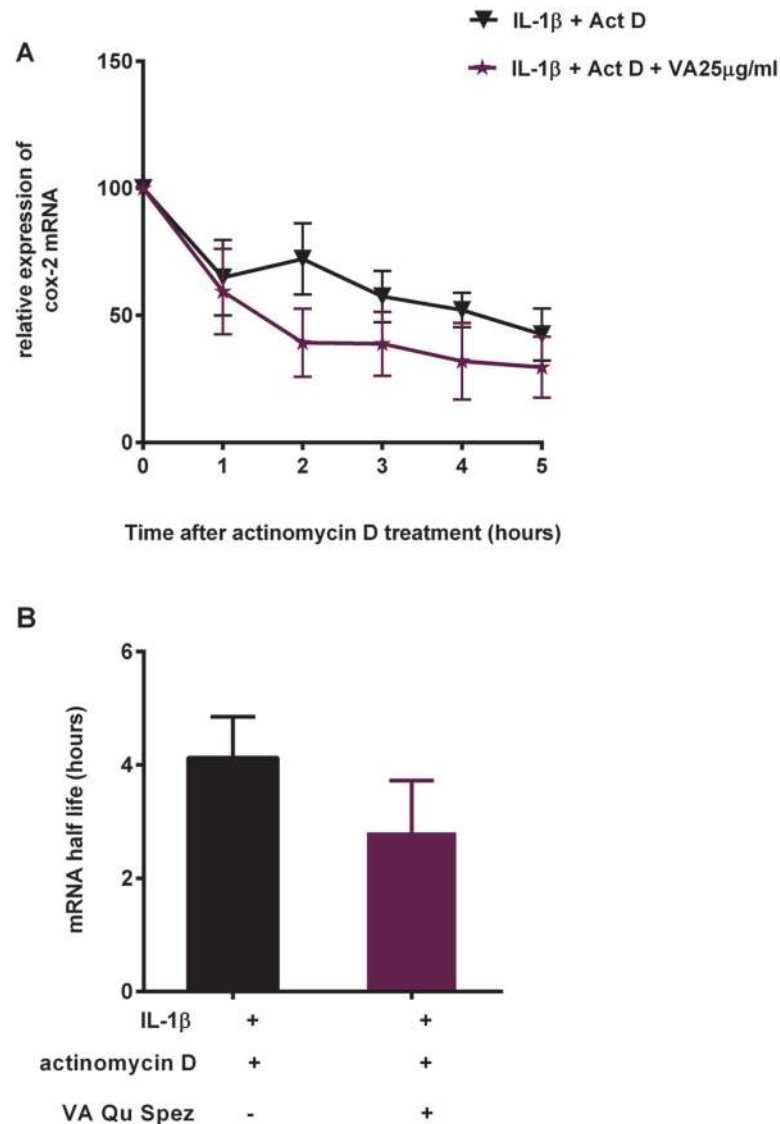 A
IL-1β + Act D
IL-1β + Act D + VA25μg/ml
150
100
50
0
relative expression of
cox-2 mRNA
0 1 2 3 4 5
Time after actinomycin D treatment (hours)
B
6
4
2
0
mRNA half life (hours)
IL-1β + +
actinomycin D + +
VA Qu Spez - +